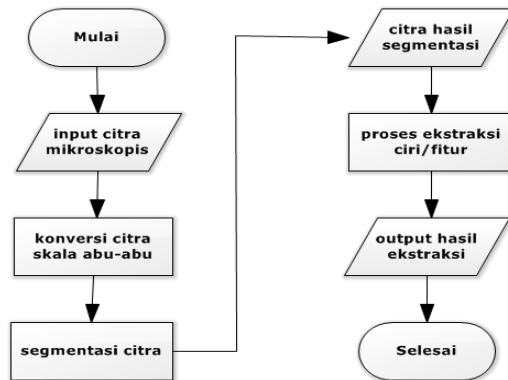 Mulai
input citra
mikroskopis
konversi citra
skala abu-abu
segmentasi citra
citra hasil
segmentasi
proses ekstraksi
ciri/fitur
output hasil
ekstraksi
Selesai